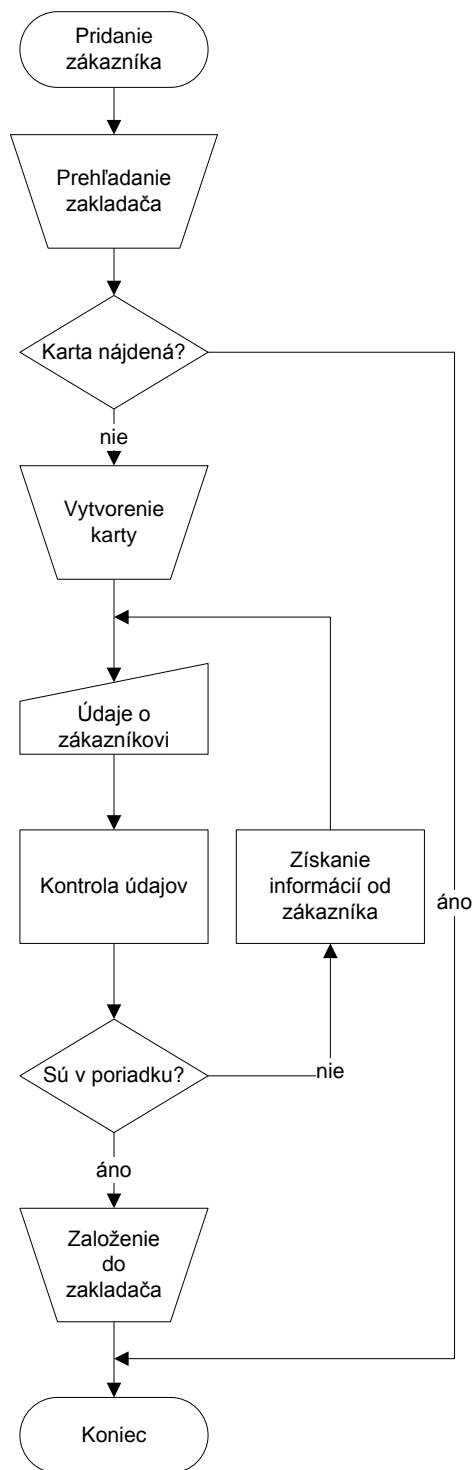 Pridanie
zákazníka
Prehľadanie
zakladača
Karta nájdená?
nie
Vytvorenie
karty
Údaje o
zákazníkovi
Kontrola údajov
Získanie
informácií od
zákazníka
áno
Sú v poriadku?
nie
áno
Založenie
do
zakladača
Koniec